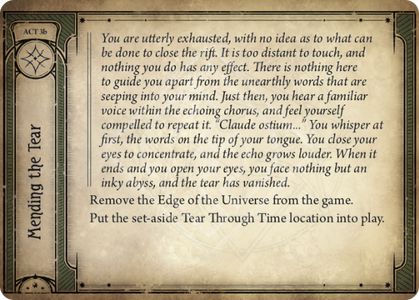 ACT 3b
Mending the Tear
You are utterly exhausted, with no idea as to what can
be done to close the rift. It is too distant to touch, and
nothing you do has any effect. There is nothing here
to guide you apart from the unearthly words that are
seeping into your mind. Just then, you hear a familiar
voice within the echoing chorus, and feel yourself
compelled to repeat it. "Claude ostium..." You whisper at
first, the words on the tip of your tongue. You close your
eyes to concentrate, and the echo grows louder. When it
ends and you open your eyes, you face nothing but an
inky abyss, and the tear has vanished.
Remove the Edge of the Universe from the game.
Put the set-aside Tear Through Time location into play.